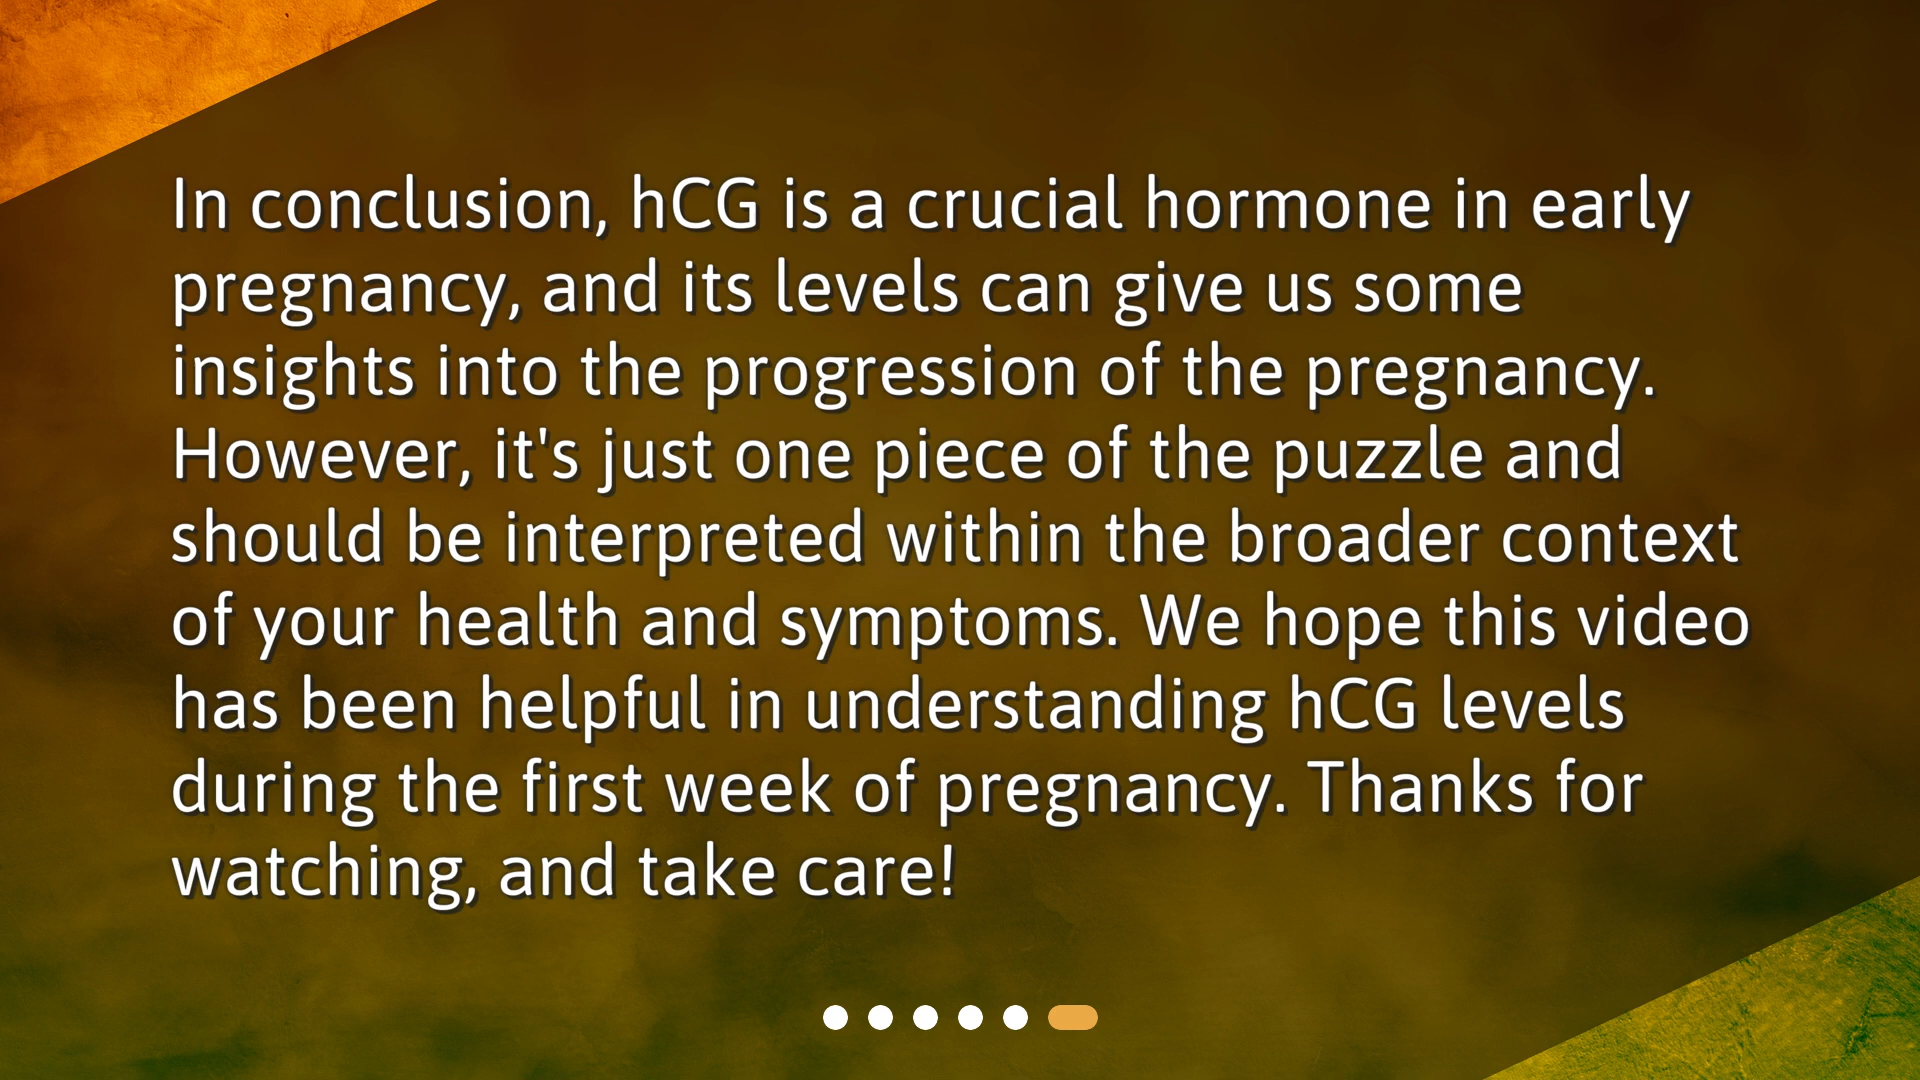 In conclusion, hCG is a crucial hormone in early
pregnancy, and its levels can give us some
insights into the progression of the pregnancy.
However, it's just one piece of the puzzle and
should be interpreted within the broader context
of your health and symptoms. We hope this video
has been helpful in understanding hCG levels
during the first week of pregnancy. Thanks for
watching, and take care!